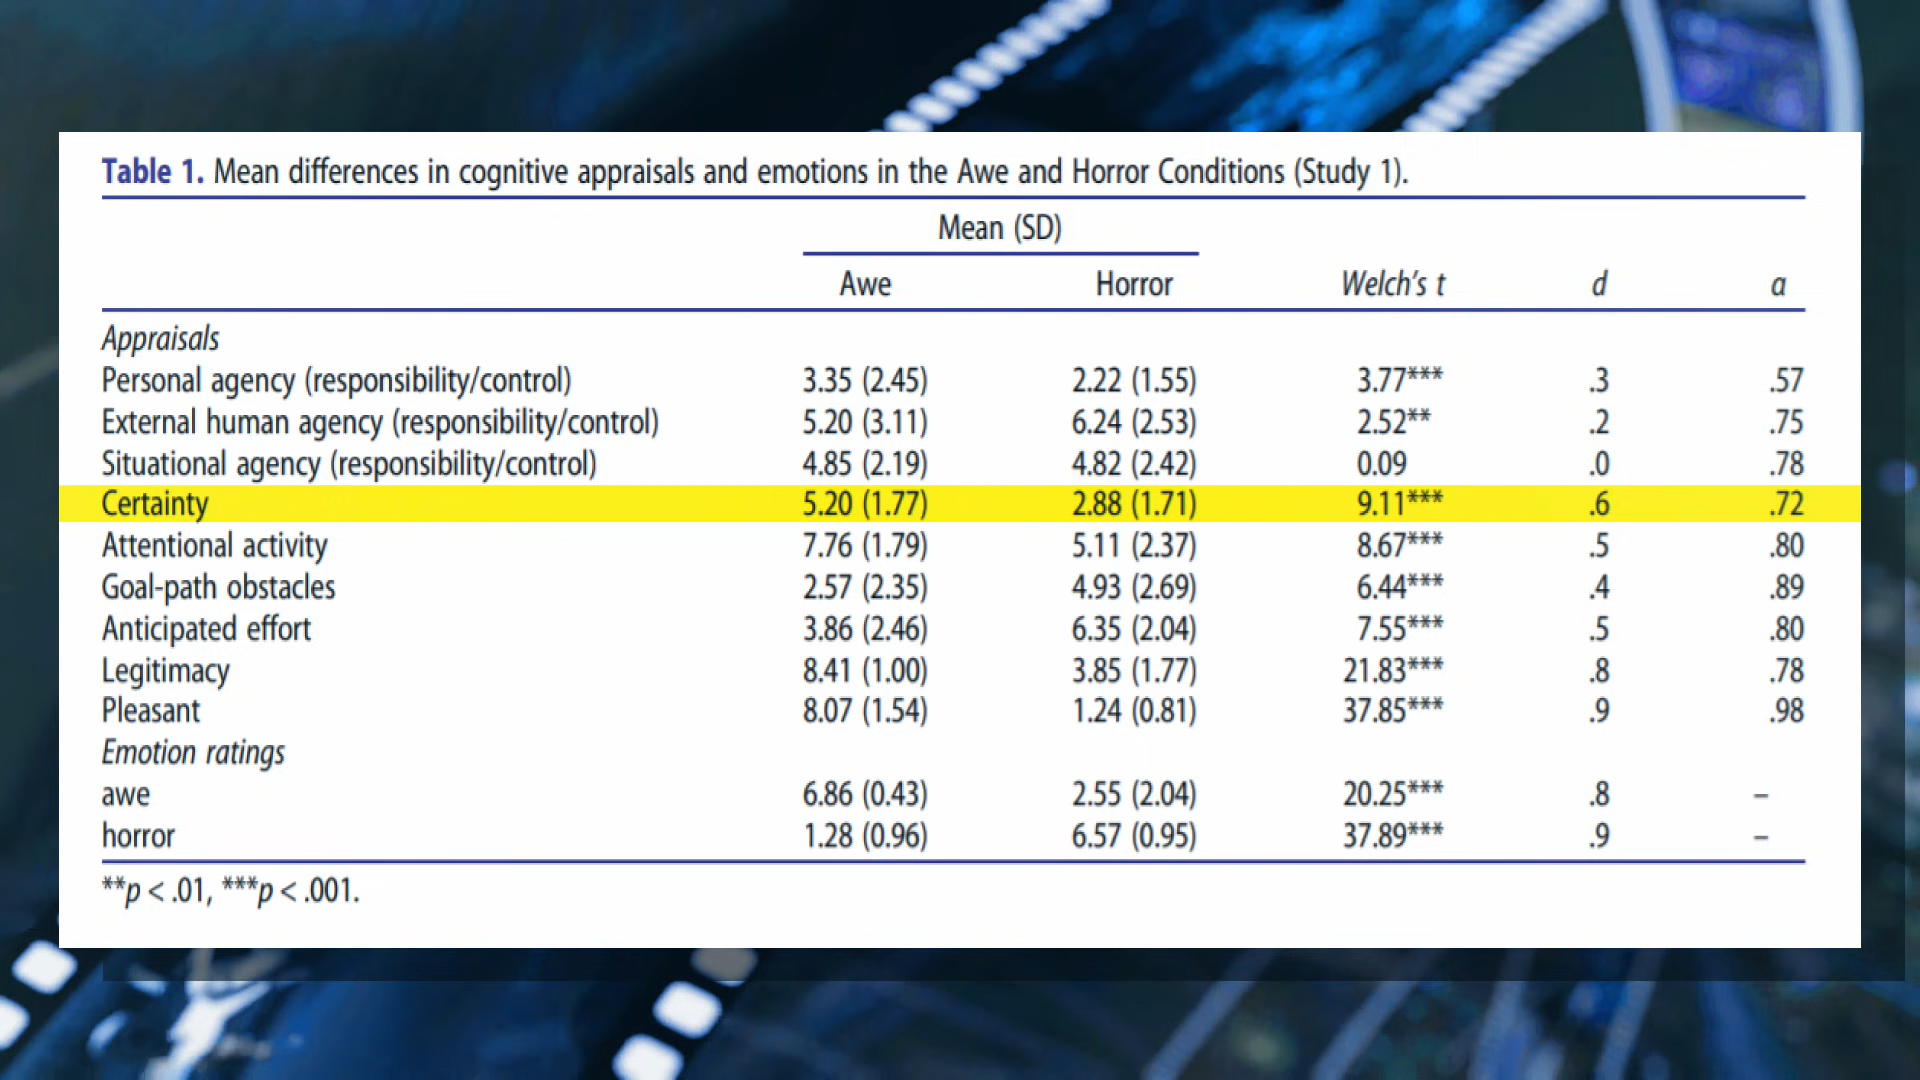 Table 1. Mean differences in cognitive appraisals and emotions in the Awe and Horror Conditions (Study 1).
Mean (SD)
Awe Horror Welch's t d a
Appraisals
Personal agency (responsibility/control) 3.35 (2.45) 2.22 (1.55) 3.77*** .3 .57
External human agency (responsibility/control) 5.20 (3.11) 6.24 (2.53) 2.52** .2 .75
Situational agency (responsibility/control) 4.85 (2.19) 4.82 (2.42) 0.09 .0 .78
Certainty 5.20 (1.77) 2.88 (1.71) 9.11*** .6 .72
Attentional activity 7.76 (1.79) 5.11 (2.37) 8.67*** .5 .80
Goal-path obstacles 2.57 (2.35) 4.93 (2.69) 6.44*** .4 .89
Anticipated effort 3.86 (2.46) 6.35 (2.04) 7.55*** .5 .80
Legitimacy 8.41 (1.00) 3.85 (1.77) 21.83*** .8 .78
Pleasant 8.07 (1.54) 1.24 (0.81) 37.85*** .9 .98
Emotion ratings
awe 6.86 (0.43) 2.55 (2.04) 20.25*** .8 –
horror 1.28 (0.96) 6.57 (0.95) 37.89*** .9 –
**p < .01, ***p < .001.